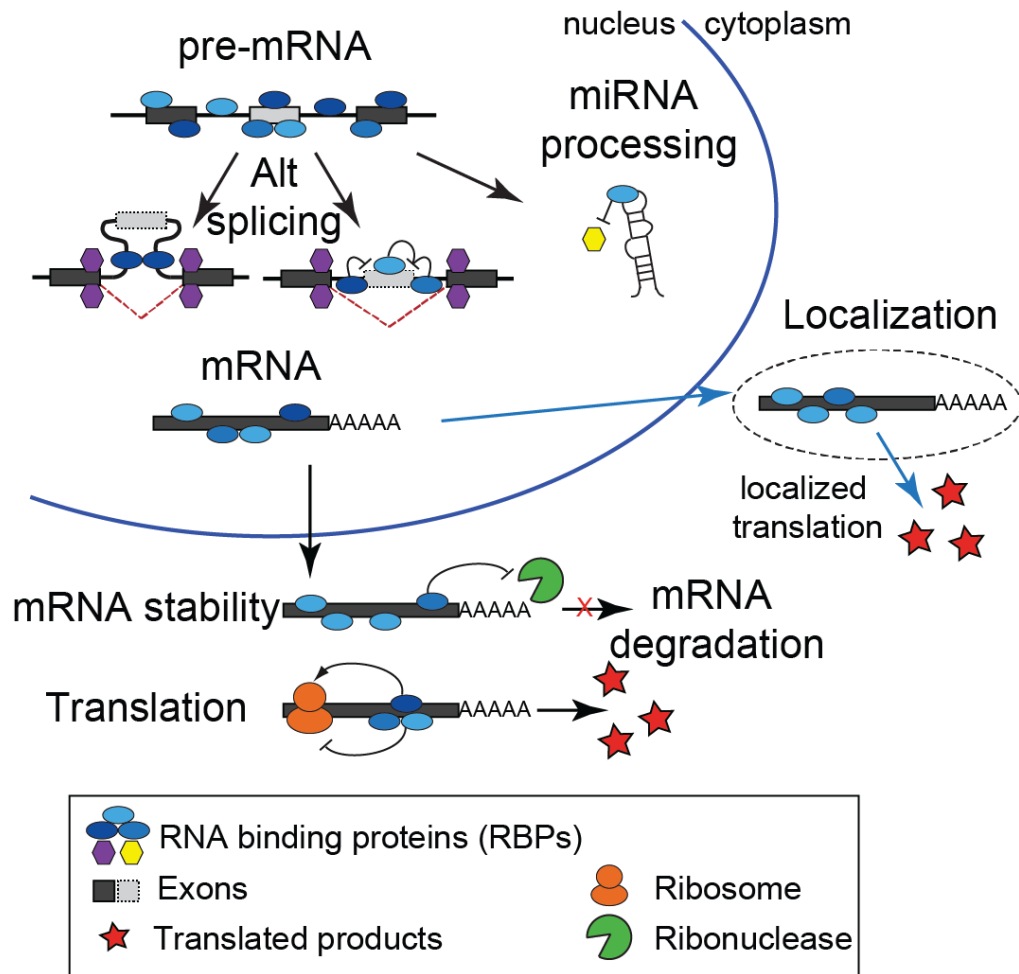 nucleus cytoplasm
pre-mRNA
miRNA
processing
Alt
splicing
Localization
mRNA
AAAAA
AAAAA
localized
translation
mRNA stability
AAAAA
X
mRNA
degradation
Translation
AAAAA
RNA binding proteins (RBPs)
Exons
Ribosome
Translated products
Ribonuclease